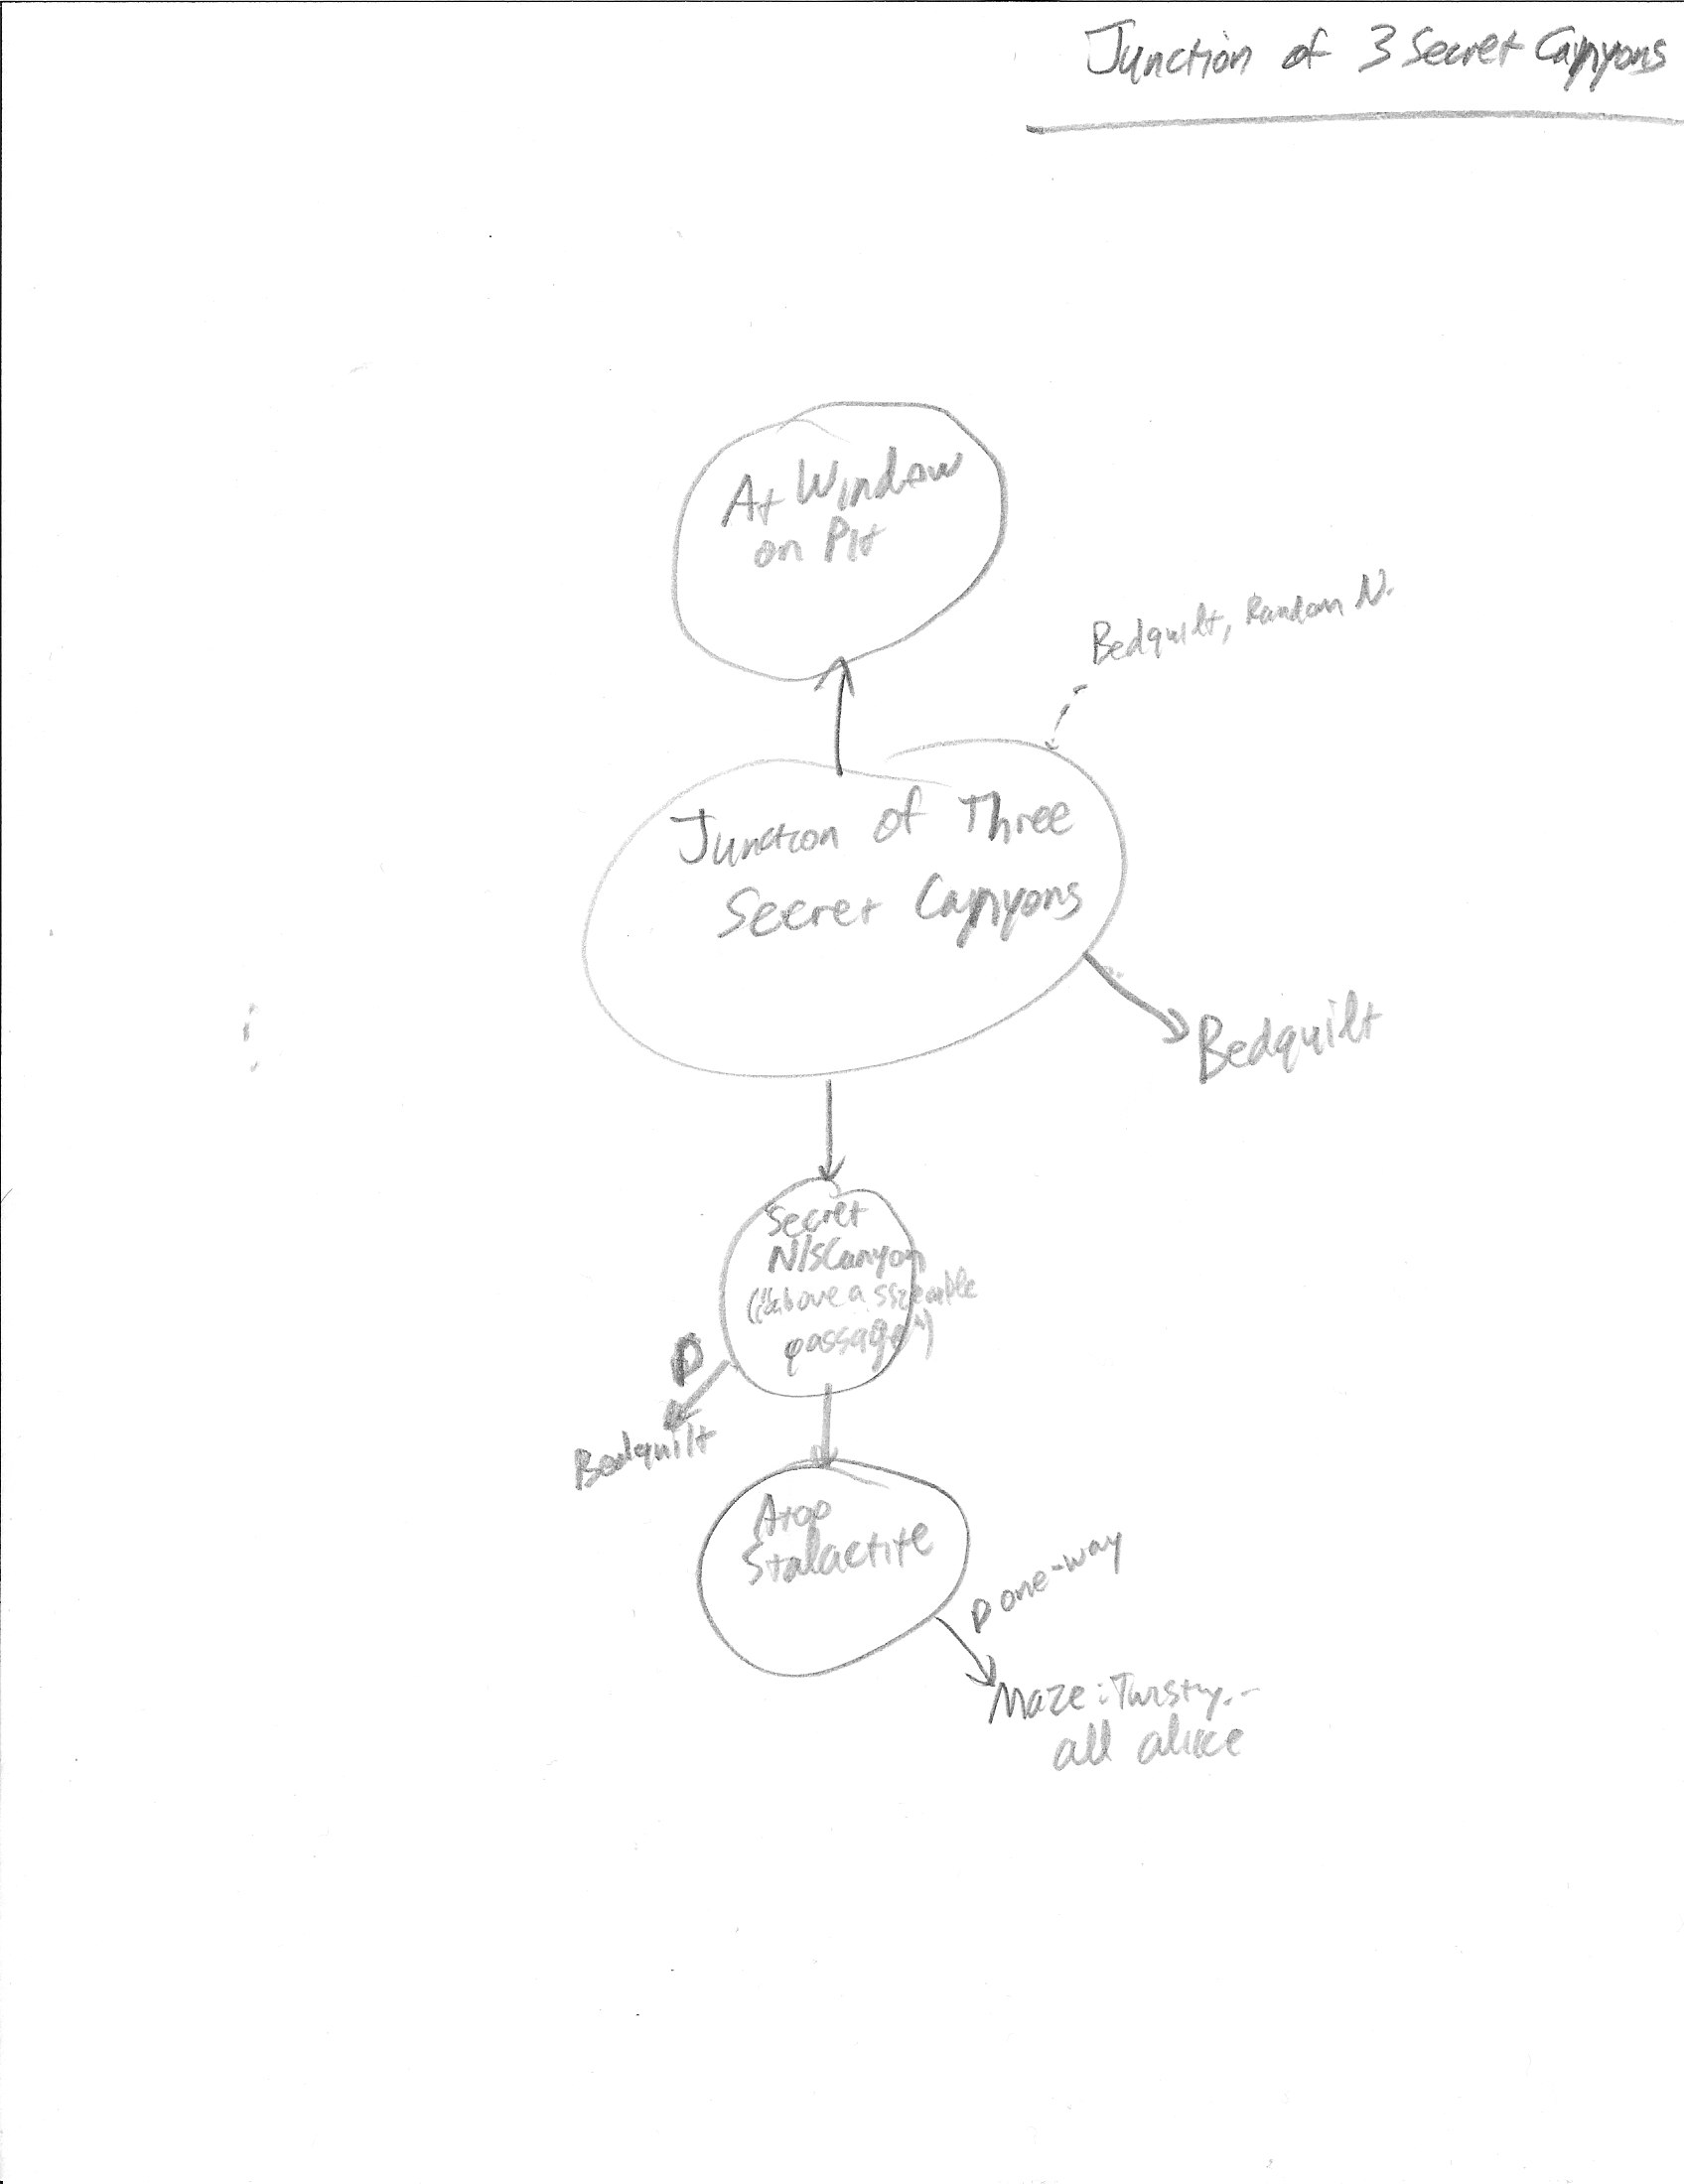 Junction of 3 Secret Canyons
At Window
on Pit
Bedquilt, Random N.
Junction of Three
Secret Canyons
Bedquilt
Secret
N/S Canyon
("above a sizeable
passage")
D
Bedquilt
Atop
Stalactite
D one-way
Maze: Twisty..
all alike